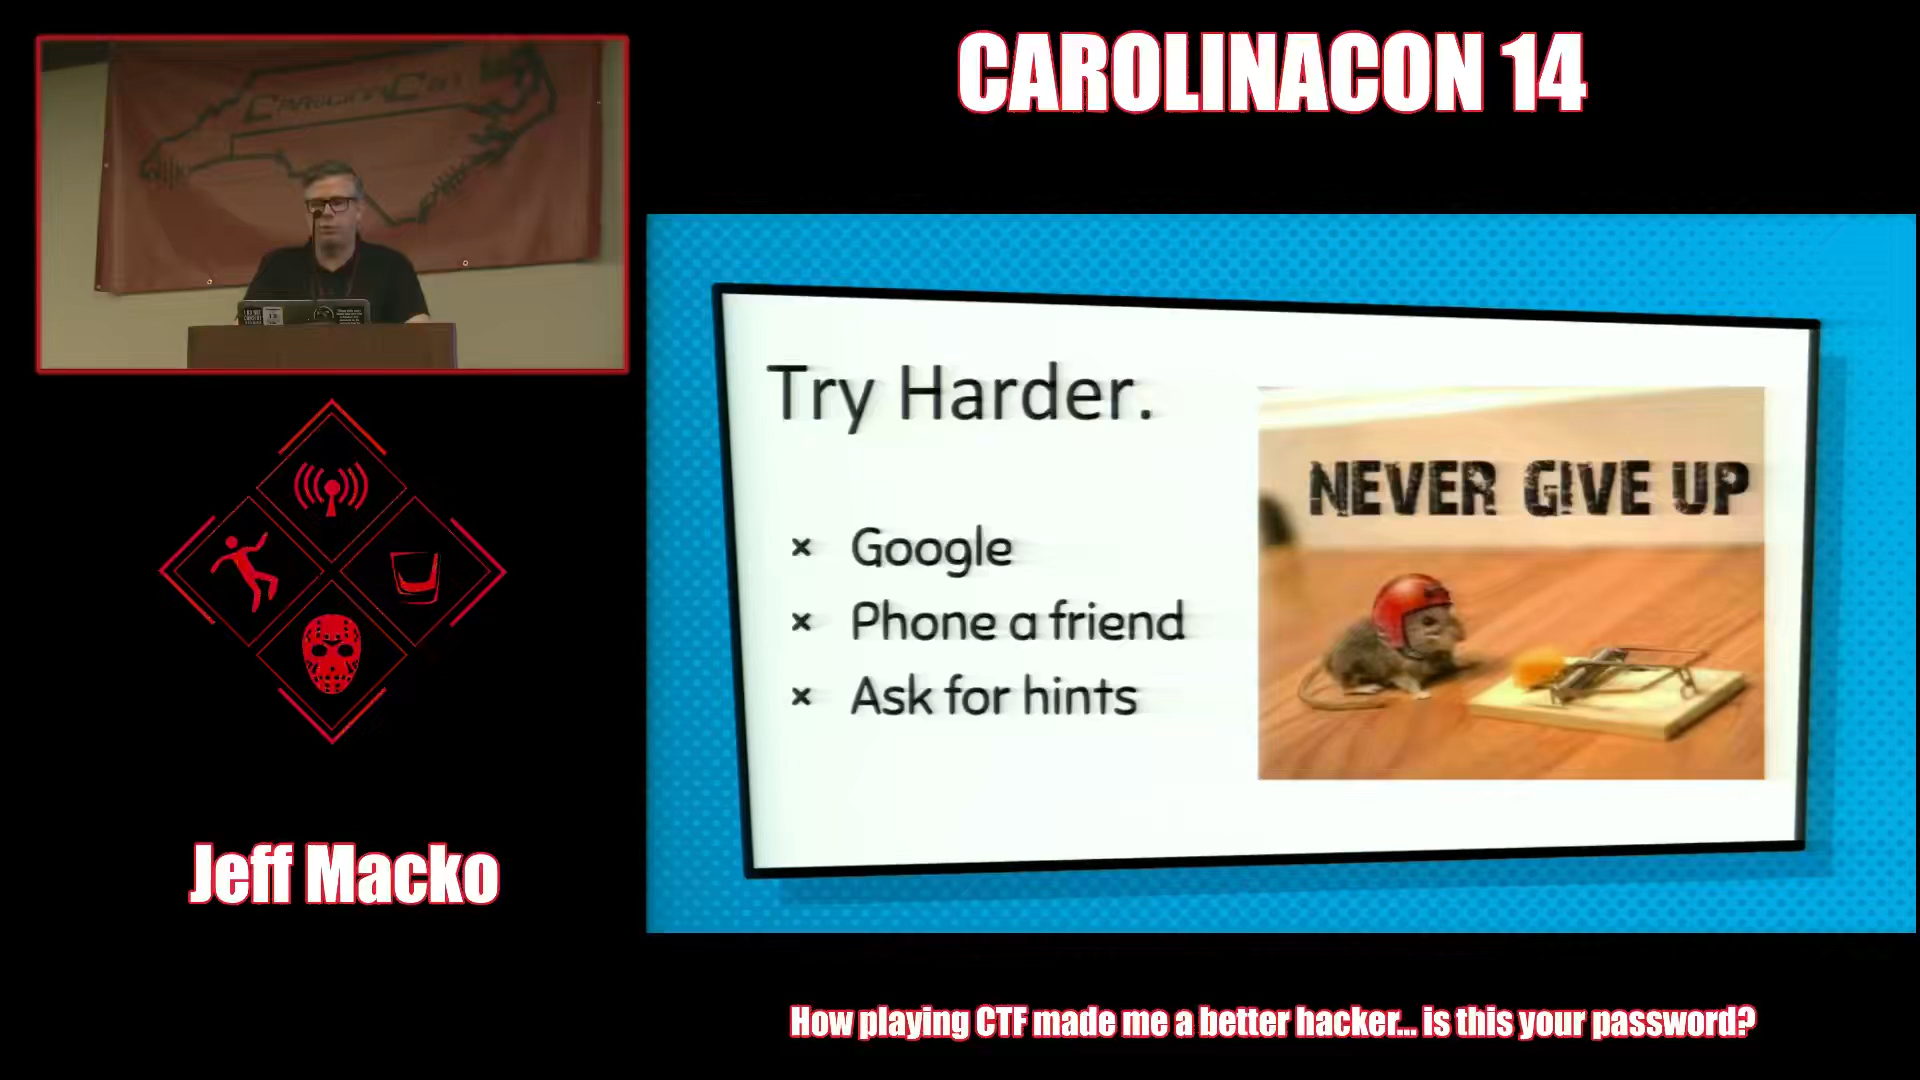 CAROLINACON 14
CAROLINACON
Try Harder.
NEVER GIVE UP
× Google
× Phone a friend
× Ask for hints
Jeff Macko
How playing CTF made me a better hacker... is this your password?